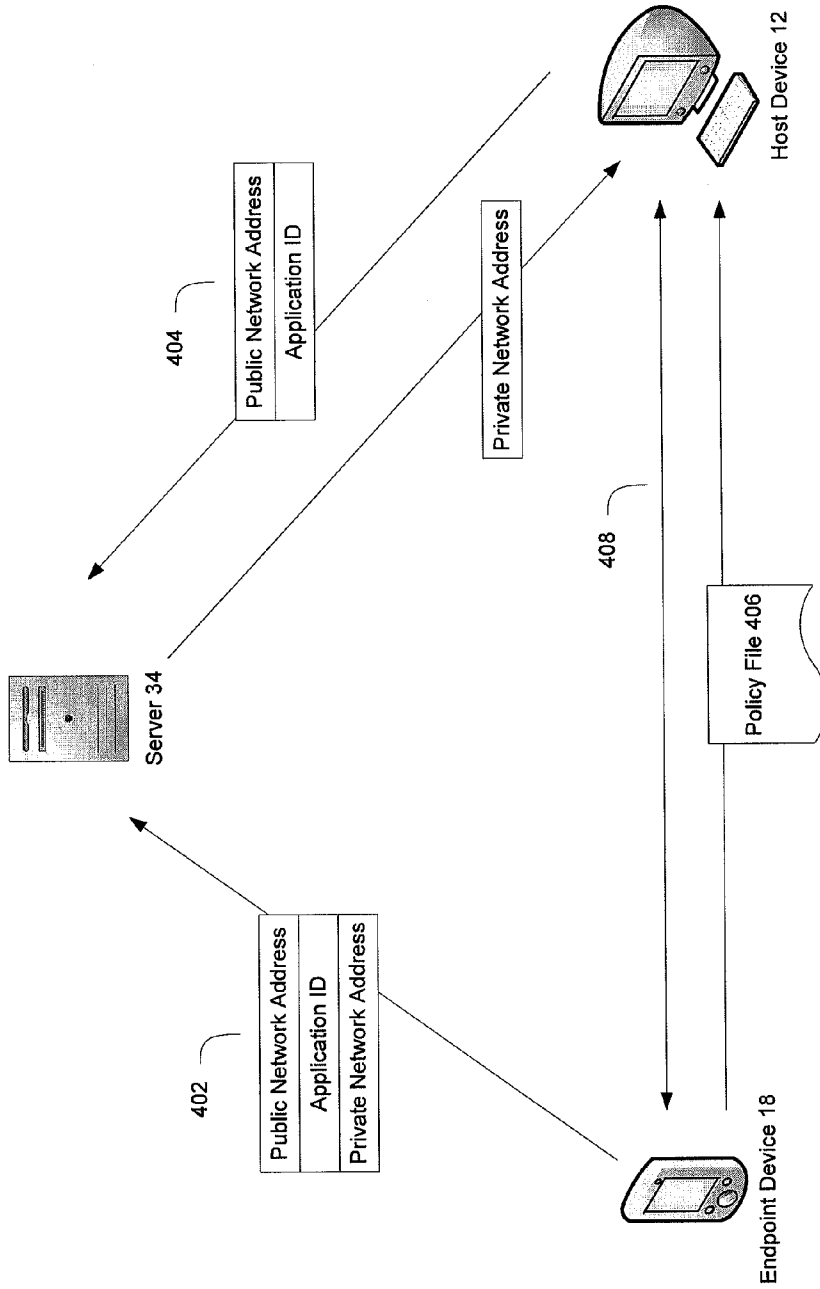 Server 34
402
Public Network Address
Application ID
Private Network Address
404
Public Network Address
Application ID
Private Network Address
408
Policy File 406
Endpoint Device 18
Host Device 12